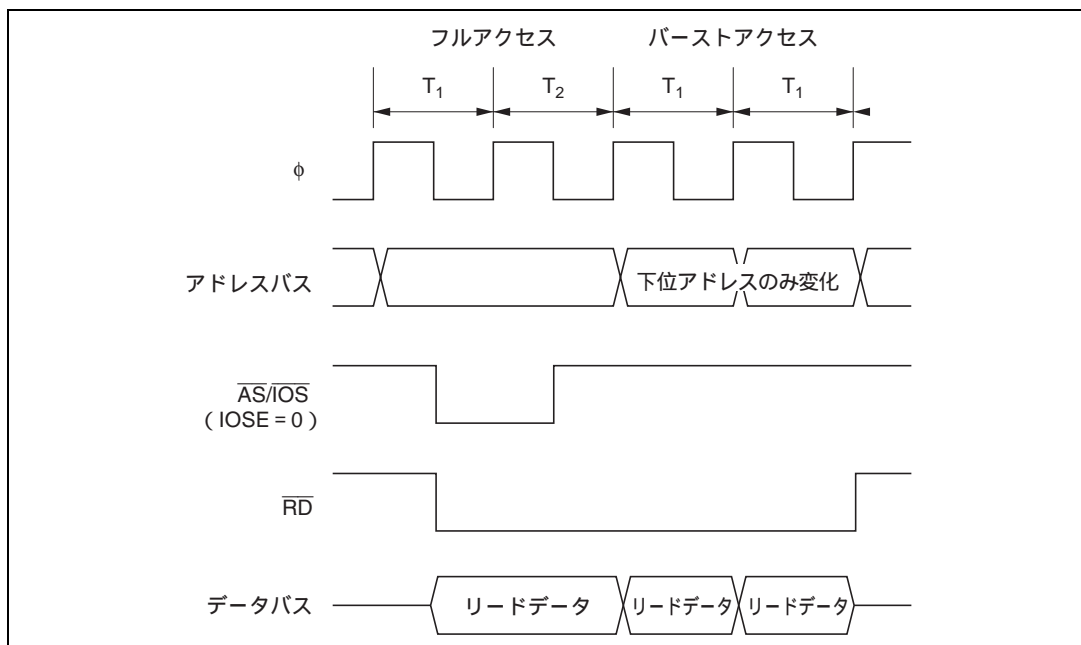 フルアクセス バーストアクセス
T1 T2 T1 T1
φ
アドレスバス 下位アドレスのみ変化
AS/IOS
(IOSE = 0)
RD
データバス リードデータ リードデータ リードデータ